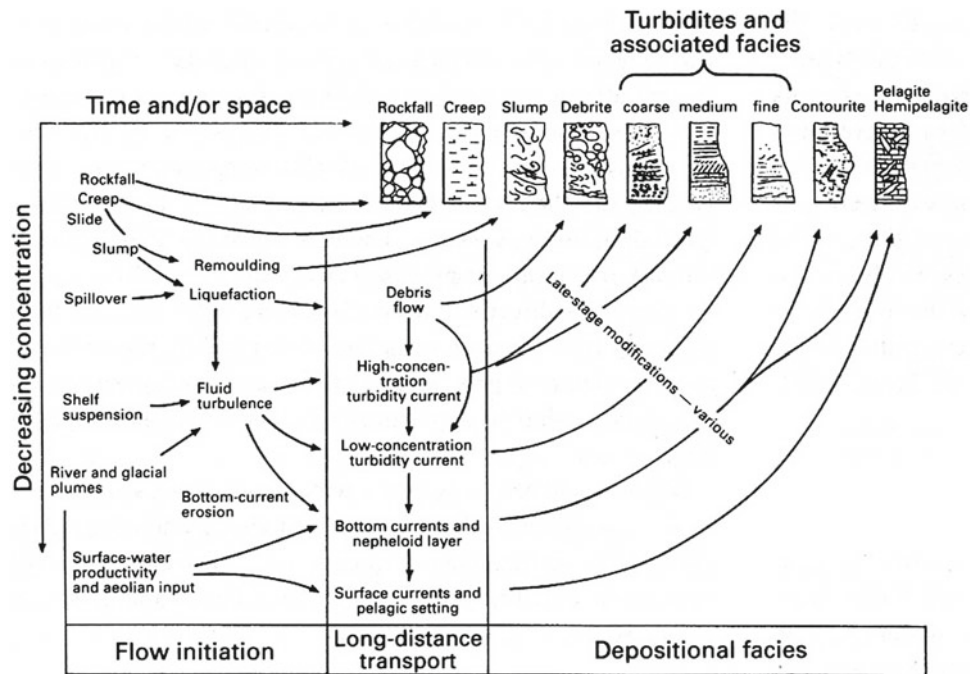 Turbidites and
associated facies
Time and/or space
Rockfall Creep Slump Debrite coarse medium fine Contourite Pelagite
Hemipelagite
Decreasing concentration
Rockfall
Creep
Slide
Slump
Remoulding
Spillover
Liquefaction
Debris
flow
High-concen-
tration
turbidity current
Fluid
turbulence
Shelf
suspension
Low-concentration
turbidity current
River and glacial
plumes
Bottom-current
erosion
Bottom currents and
nepheloid layer
Surface-water
productivity
and aeolian input
Surface currents and
pelagic setting
Late-stage modifications — various
Flow initiation
Long-distance
transport
Depositional facies